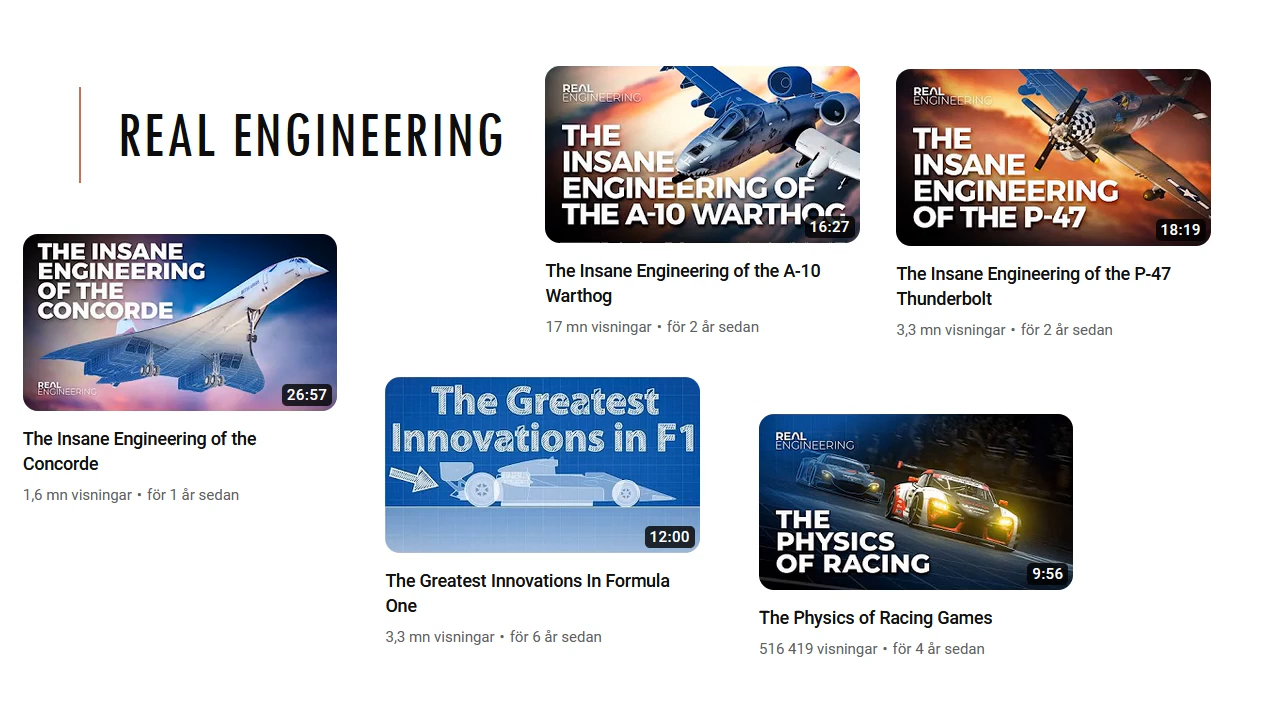 REAL ENGINEERING
REAL
ENGINEERING
THE
INSANE
ENGINEERING OF
THE A-10 WARTHOG
16:27
The Insane Engineering of the A-10
Warthog
17 mn visningar • för 2 år sedan
REAL
ENGINEERING
THE
INSANE
ENGINEERING
OF THE P-47
18:19
The Insane Engineering of the P-47
Thunderbolt
3,3 mn visningar • för 2 år sedan
THE INSANE
ENGINEERING
OF THE
CONCORDE
REAL
ENGINEERING
26:57
The Insane Engineering of the
Concorde
1,6 mn visningar • för 1 år sedan
The Greatest
Innovations in F1
12:00
The Greatest Innovations In Formula
One
3,3 mn visningar • för 6 år sedan
REAL
ENGINEERING
THE
PHYSICS
OF RACING
9:56
The Physics of Racing Games
516 419 visningar • för 4 år sedan